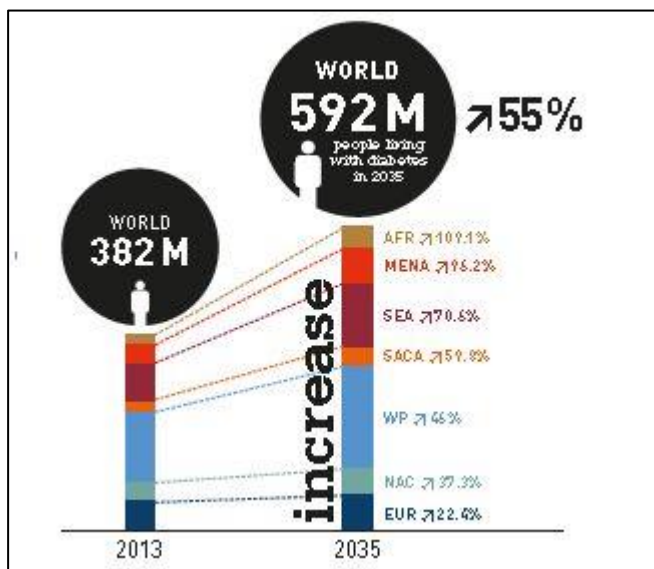 WORLD
592 M
people living
with diabetes
in 2035
↗55%
WORLD
382 M
increase
AFR ↗109.1%
MENA ↗96.2%
SEA ↗70.6%
SACA ↗59.8%
WP ↗46%
NAC ↗37.3%
EUR ↗22.4%
2013
2035